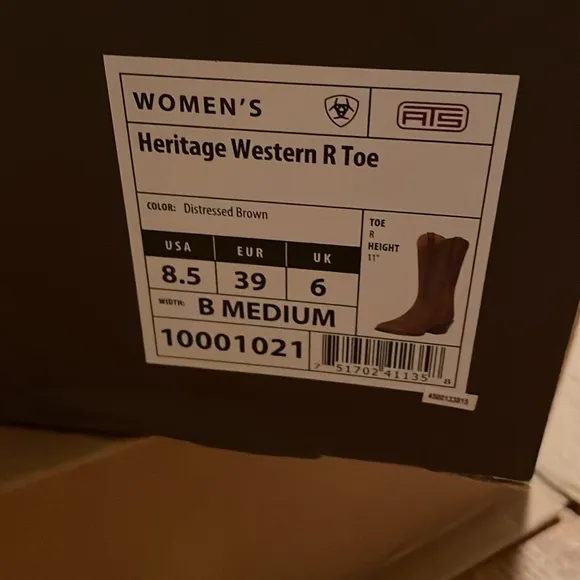 WOMEN'S
ATS
Heritage Western R Toe
COLOR: Distressed Brown
TOE
R
HEIGHT
11"
USA EUR UK
8.5 39 6
WIDTH: B MEDIUM
10001021
7 51702 41135 8
4500133813